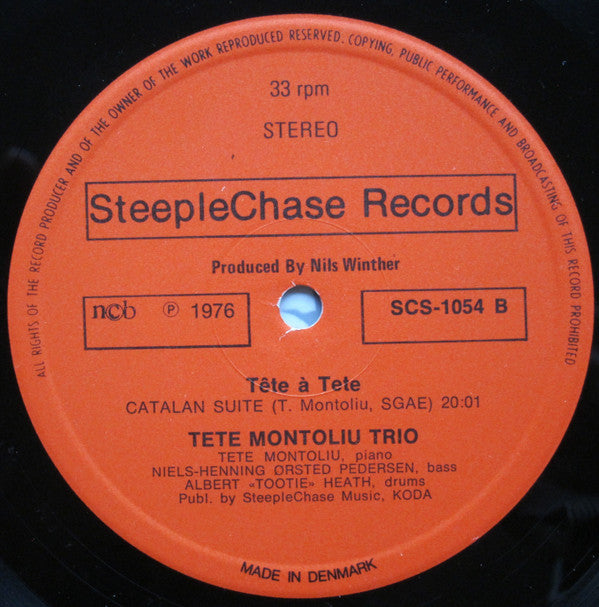 ALL RIGHTS OF THE RECORD PRODUCER AND OF THE OWNER OF THE WORK REPRODUCED RESERVED. COPYING, PUBLIC PERFORMANCE AND BROADCASTING OF THIS RECORD PROHIBITED
33 rpm
STEREO
SteepleChase Records
Produced By Nils Winther
ncb ℗ 1976
SCS-1054 B
Tête à Tete
CATALAN SUITE (T. Montoliu, SGAE) 20:01
TETE MONTOLIU TRIO
TETE MONTOLIU, piano
NIELS-HENNING ØRSTED PEDERSEN, bass
ALBERT «TOOTIE» HEATH, drums
Publ. by SteepleChase Music, KODA
MADE IN DENMARK